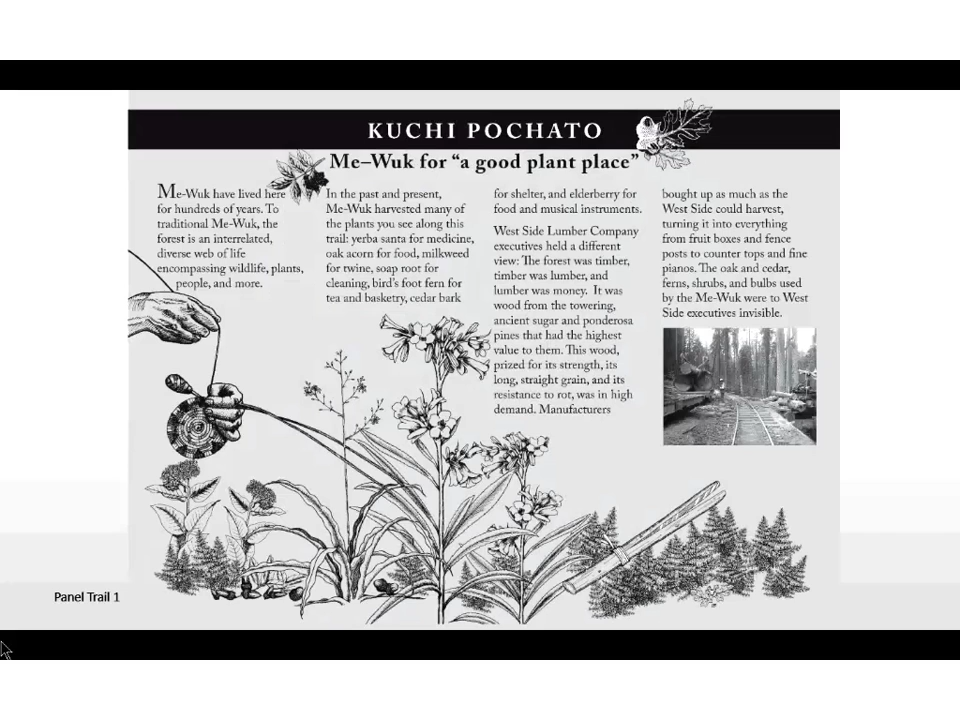 KUCHI POCHATO
Me–Wuk for “a good plant place”
Me-Wuk have lived here
for hundreds of years. To
traditional Me-Wuk, the
forest is an interrelated,
diverse web of life
encompassing wildlife, plants,
people, and more.
In the past and present,
Me-Wuk harvested many of
the plants you see along this
trail: yerba santa for medicine,
oak acorn for food, milkweed
for twine, soap root for
cleaning, bird’s foot fern for
tea and basketry, cedar bark
for shelter, and elderberry for
food and musical instruments.
West Side Lumber Company
executives held a different
view: The forest was timber,
timber was lumber, and
lumber was money. It was
wood from the towering,
ancient sugar and ponderosa
pines that had the highest
value to them. This wood,
prized for its strength, its
long, straight grain, and its
resistance to rot, was in high
demand. Manufacturers
bought up as much as the
West Side could harvest,
turning it into everything
from fruit boxes and fence
posts to counter tops and fine
pianos. The oak and cedar,
ferns, shrubs, and bulbs used
by the Me-Wuk were to West
Side executives invisible.
Panel Trail 1